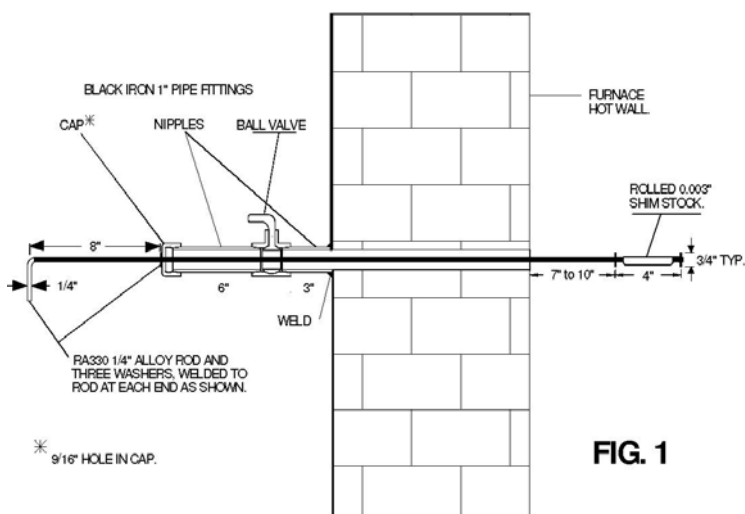 BLACK IRON 1" PIPE FITTINGS
CAP✳
NIPPLES
BALL VALVE
FURNACE
HOT WALL.
ROLLED 0.003"
SHIM STOCK.
8"
1/4"
6"
3"
7" to 10"
4"
3/4" TYP.
WELD
RA330 1/4" ALLOY ROD AND
THREE WASHERS, WELDED TO
ROD AT EACH END AS SHOWN.
✳ 9/16" HOLE IN CAP.
FIG. 1